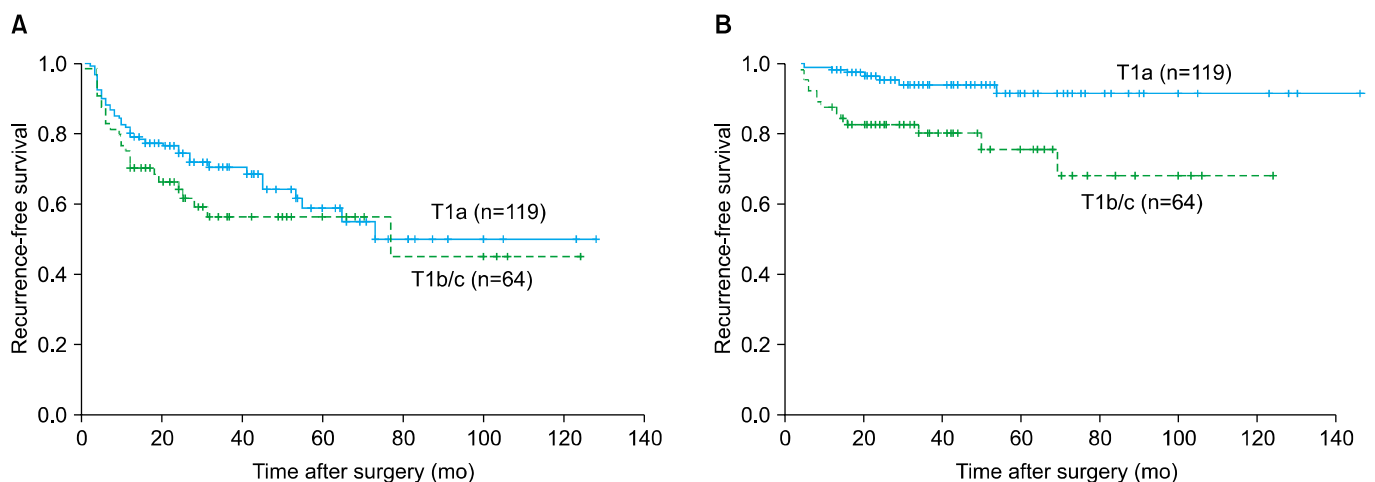 A
Recurrence-free survival
1.0
0.8
0.6
0.4
0.2
0.0
T1a (n=119)
T1b/c (n=64)
0 20 40 60 80 100 120 140
Time after surgery (mo)
B
Recurrence-free survival
1.0
0.8
0.6
0.4
0.2
0.0
T1a (n=119)
T1b/c (n=64)
0 20 40 60 80 100 120 140
Time after surgery (mo)